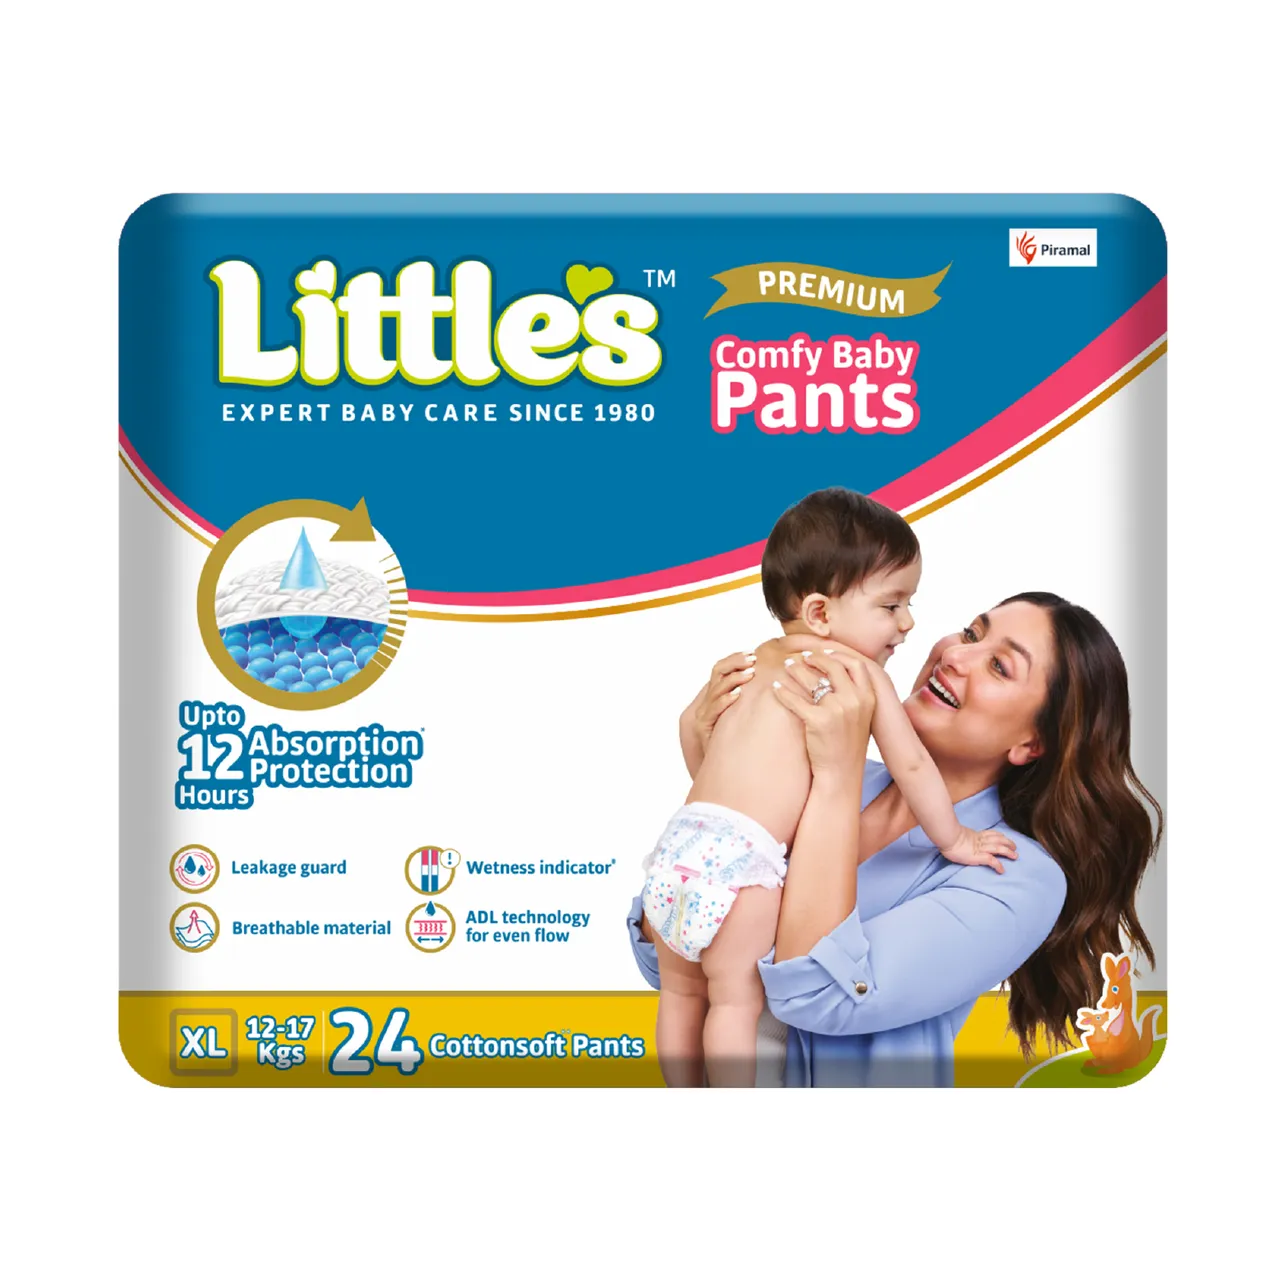 Little's™
EXPERT BABY CARE SINCE 1980
PREMIUM
Comfy Baby
Pants
Piramal
Upto
12
Hours
Absorption*
Protection
Leakage guard
Wetness indicator*
Breathable material
ADL technology
for even flow
XL
12-17
Kgs
24
Cottonsoft** Pants